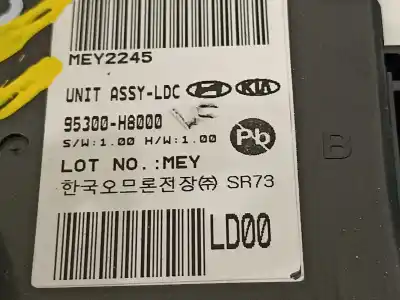 MEY2245
UNIT ASSY-LDC KIA
95300-H8000
S/W:1.00 H/W:1.00
Pb
LOT NO.:MEY
한국오므론전장㈜ SR73
LD00
B